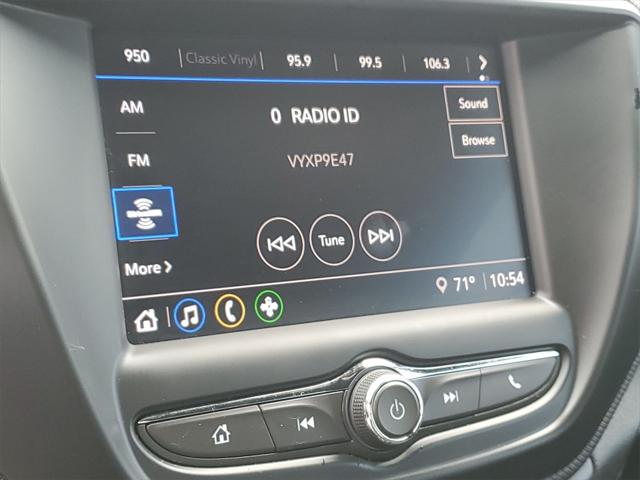 950 Classic Vinyl 95.9 99.5 106.3
AM
0 RADIO ID
Sound
Browse
FM
VYXP9E47
Tune
More
71° 10:54